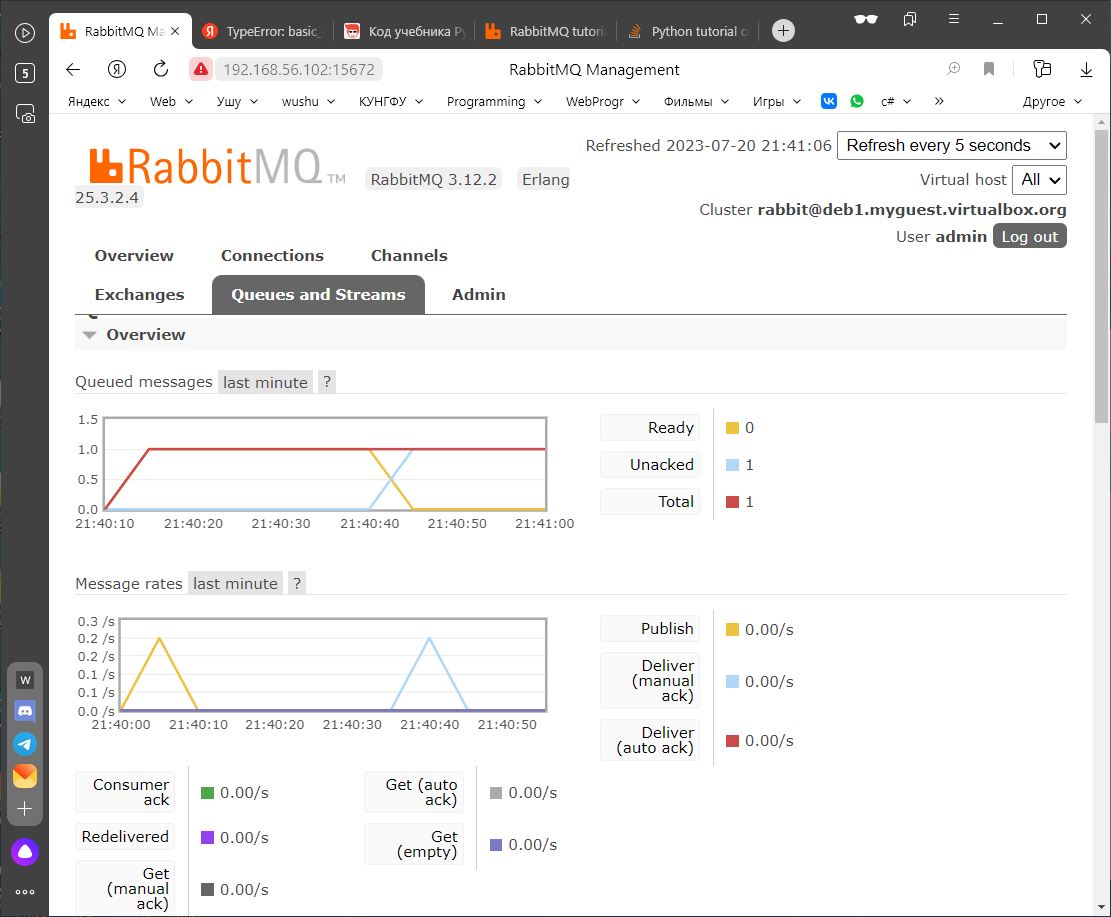 RabbitMQ Ma
TypeError: basic_
Код учебника Py
RabbitMQ tutoria
Python tutorial c
5
192.168.56.102:15672
RabbitMQ Management
Яндекс
Web
Ушу
wushu
КУНГФУ
Programming
WebProgr
Фильмы
Игры
c#
»
Другое
RabbitMQ TM
RabbitMQ 3.12.2
Erlang
25.3.2.4
Refreshed 2023-07-20 21:41:06
Refresh every 5 seconds
Virtual host
All
Cluster rabbit@deb1.myguest.virtualbox.org
User admin
Log out
Overview
Connections
Channels
Exchanges
Queues and Streams
Admin
Overview
Queued messages last minute ?
1.5
1.0
0.5
0.0
21:40:10 21:40:20 21:40:30 21:40:40 21:40:50 21:41:00
Ready 0
Unacked 1
Total 1
Message rates last minute ?
0.3 /s
0.2 /s
0.2 /s
0.1 /s
0.1 /s
0.0 /s
21:40:00 21:40:10 21:40:20 21:40:30 21:40:40 21:40:50
Publish 0.00/s
Deliver
(manual 0.00/s
ack)
Deliver
(auto ack) 0.00/s
Consumer
ack 0.00/s
Redelivered 0.00/s
Get
(manual 0.00/s
ack)
Get (auto
ack) 0.00/s
Get
(empty) 0.00/s
W